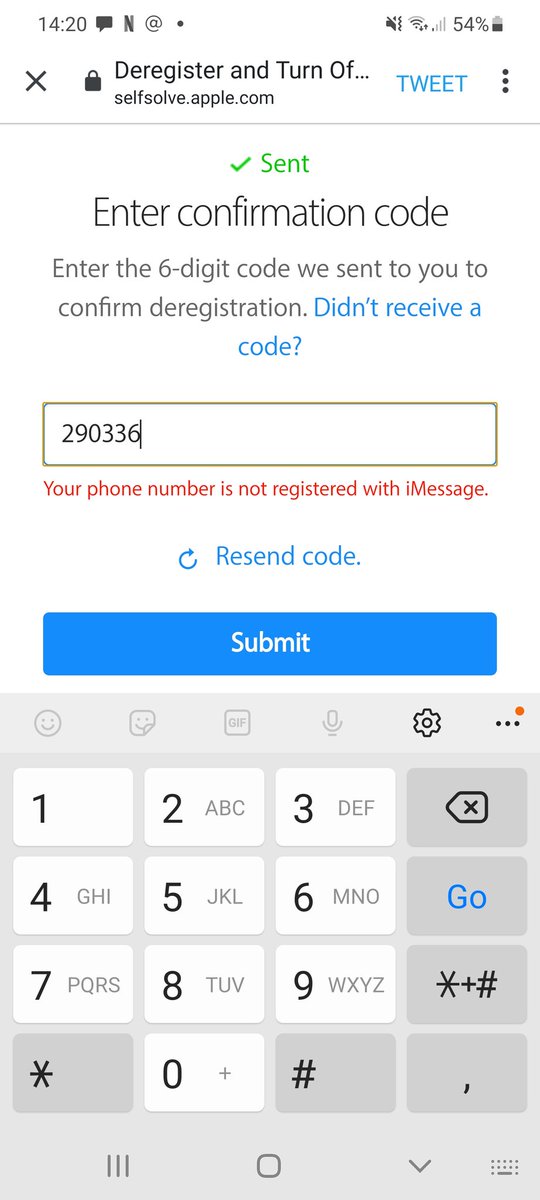 14:20 N @ • 54%
Deregister and Turn Of...
selfsolve.apple.com
TWEET
Sent
Enter confirmation code
Enter the 6-digit code we sent to you to
confirm deregistration. Didn’t receive a
code?
290336
Your phone number is not registered with iMessage.
Resend code.
Submit
GIF
1
2 ABC
3 DEF
4 GHI
5 JKL
6 MNO
Go
7 PQRS
8 TUV
9 WXYZ
*+#
*
0 +
#
,